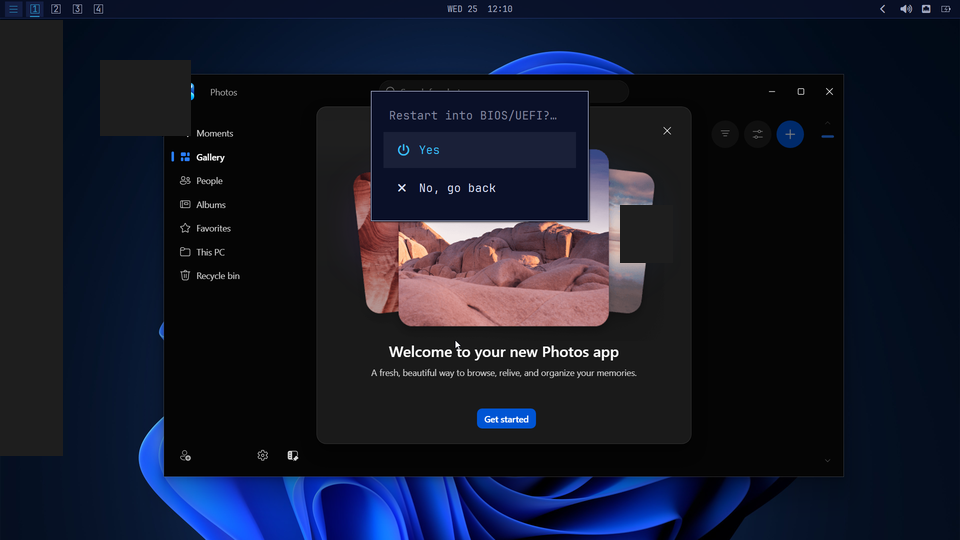 1 2 3 4
WED 25 12:10
Photos
Restart into BIOS/UEFI?…
Yes
No, go back
Moments
Gallery
People
Albums
Favorites
This PC
Recycle bin
Welcome to your new Photos app
A fresh, beautiful way to browse, relive, and organize your memories.
Get started